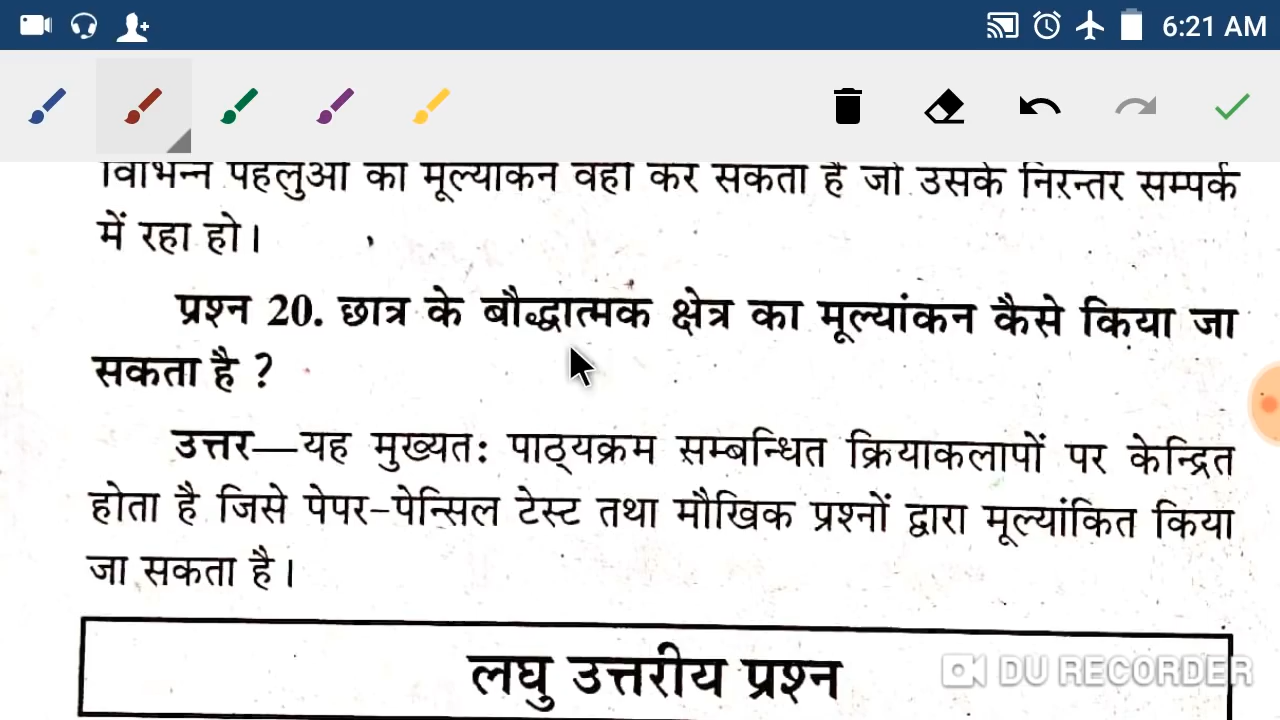 6:21 AM
विभिन्न पहलुओं का मूल्यांकन वही कर सकता है जो उसके निरन्तर सम्पर्क
में रहा हो।
प्रश्न 20. छात्र के बौद्धात्मक क्षेत्र का मूल्यांकन कैसे किया जा
सकता है ?
उत्तर—यह मुख्यतः पाठ्यक्रम सम्बन्धित क्रियाकलापों पर केन्द्रित
होता है जिसे पेपर-पेन्सिल टेस्ट तथा मौखिक प्रश्नों द्वारा मूल्यांकित किया
जा सकता है।
लघु उत्तरीय प्रश्न
DU RECORDER